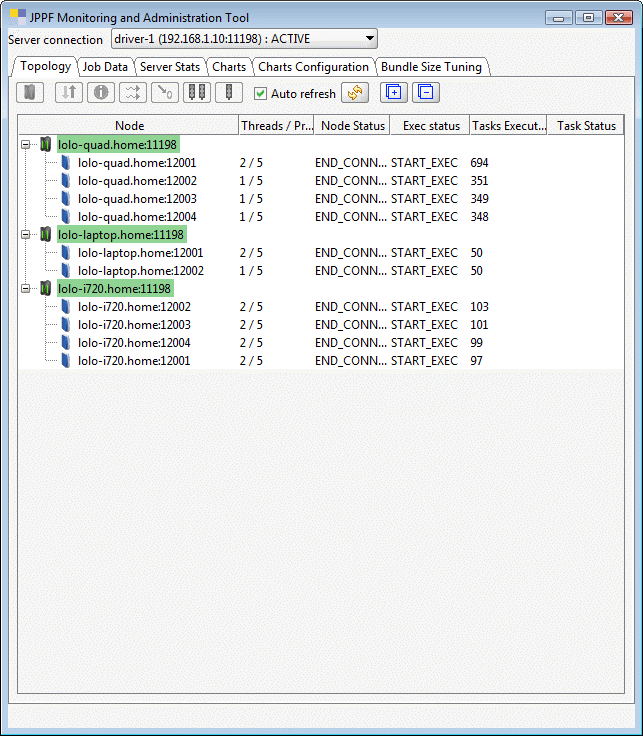 JPPF Monitoring and Administration Tool
Server connection driver-1 (192.168.1.10:11198) : ACTIVE
Topology Job Data Server Stats Charts Charts Configuration Bundle Size Tuning
Auto refresh
Node Threads / Pr... Node Status Exec status Tasks Execut... Task Status
lolo-quad.home:11198
lolo-quad.home:12001 2 / 5 END_CONN... START_EXEC 694
lolo-quad.home:12002 1 / 5 END_CONN... START_EXEC 351
lolo-quad.home:12003 1 / 5 END_CONN... START_EXEC 349
lolo-quad.home:12004 1 / 5 END_CONN... START_EXEC 348
lolo-laptop.home:11198
lolo-laptop.home:12001 2 / 5 END_CONN... START_EXEC 50
lolo-laptop.home:12002 1 / 5 END_CONN... START_EXEC 50
lolo-i720.home:11198
lolo-i720.home:12002 2 / 5 END_CONN... START_EXEC 103
lolo-i720.home:12003 2 / 5 END_CONN... START_EXEC 101
lolo-i720.home:12004 2 / 5 END_CONN... START_EXEC 99
lolo-i720.home:12001 2 / 5 END_CONN... START_EXEC 97